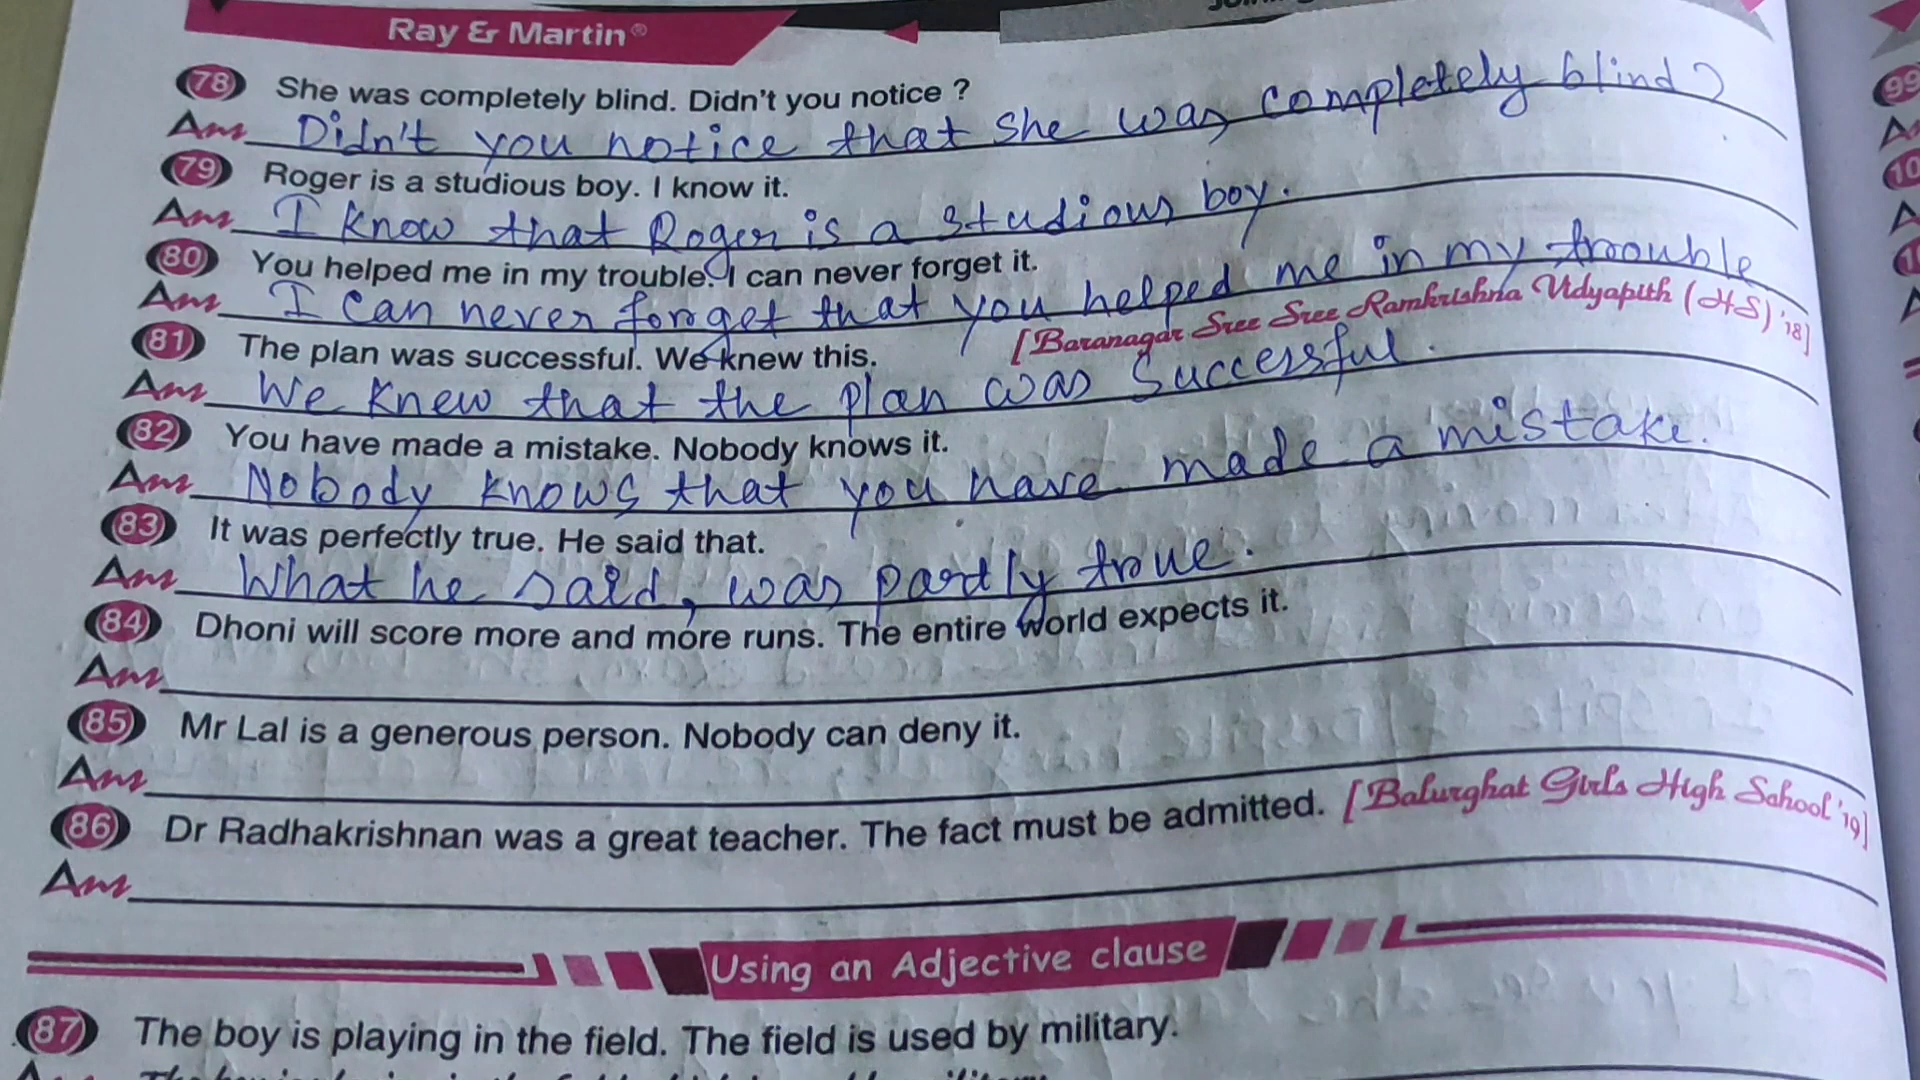 Ray & Martin®
78 She was completely blind. Didn't you notice ?
Ans Didn't you notice that she was completely blind?
79 Roger is a studious boy. I know it.
Ans I know that Roger is a studious boy.
80 You helped me in my trouble. I can never forget it.
Ans I can never forget that you helped me in my trouble
[Baranagar Sree Sree Ramkrishna Vidyapith (HS) '18]
81 The plan was successful. We knew this.
Ans We knew that the plan was successful.
82 You have made a mistake. Nobody knows it.
Ans Nobody knows that you have made a mistake.
83 It was perfectly true. He said that.
Ans What he said, was partly true.
84 Dhoni will score more and more runs. The entire world expects it.
Ans
85 Mr Lal is a generous person. Nobody can deny it.
Ans
[Balurghat Girls High School '19]
86 Dr Radhakrishnan was a great teacher. The fact must be admitted.
Ans
Using an Adjective clause
87 The boy is playing in the field. The field is used by military.
99
10